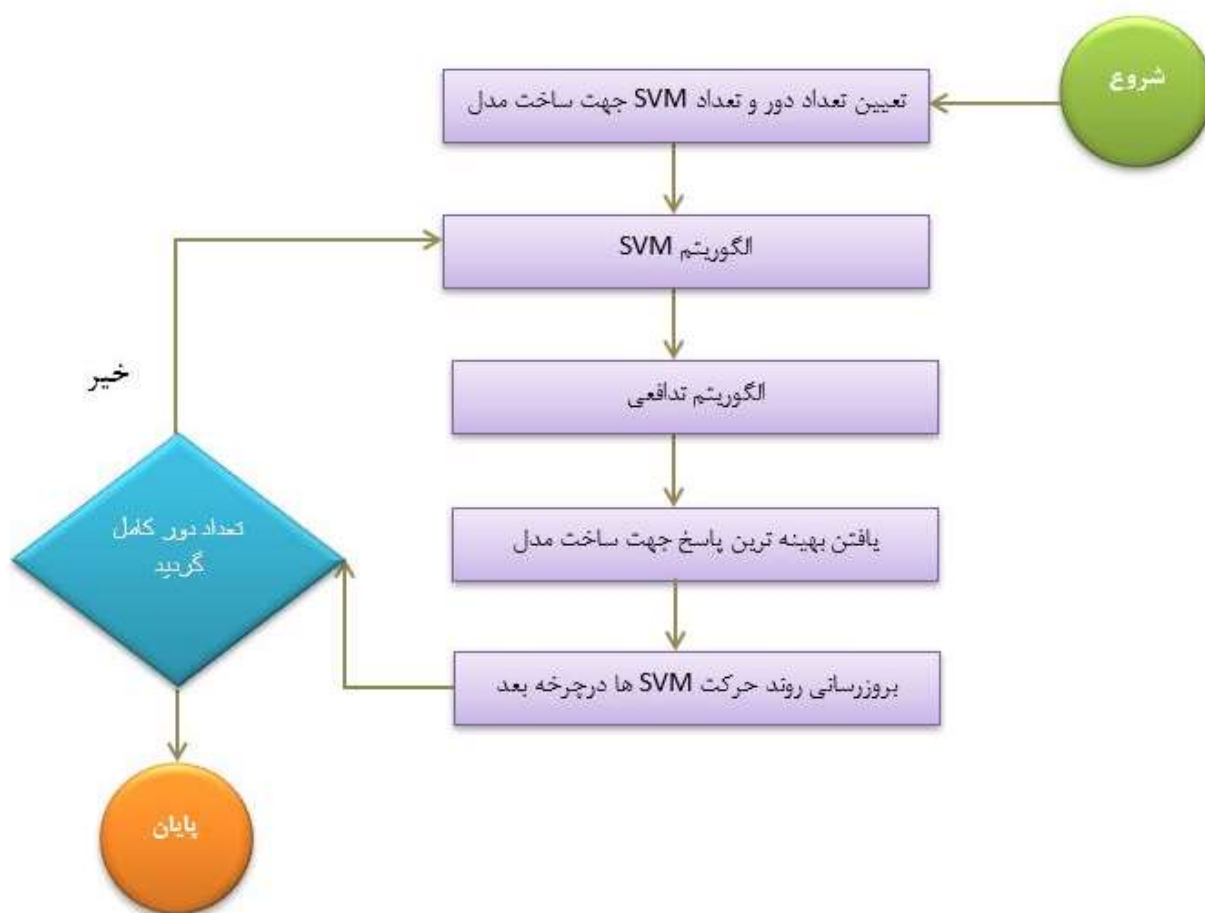 شروع
تعیین تعداد دور و تعداد SVM جهت ساخت مدل
الگوریتم SVM
الگوریتم تدافعی
یافتن بهینه ترین پاسخ جهت ساخت مدل
بروزرسانی روند حرکت SVM ها درچرخه بعد
تعداد دور کامل
گردید
خیر
پایان